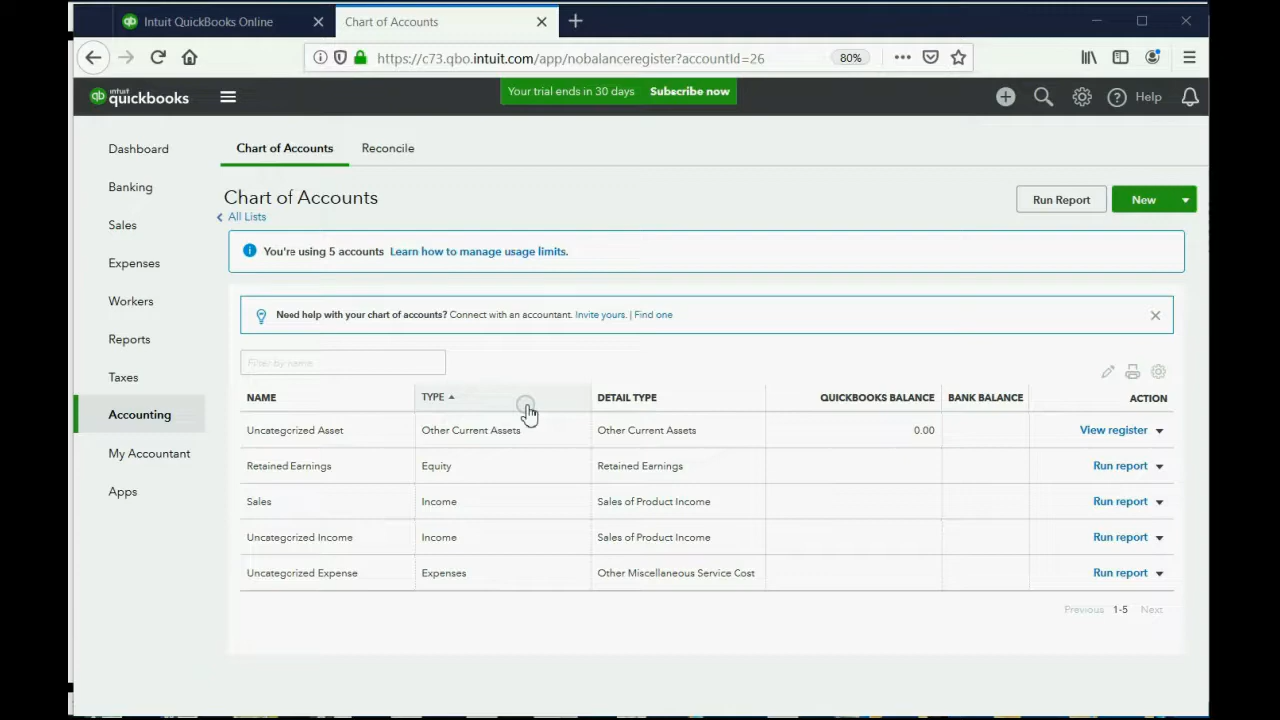 Intuit QuickBooks Online
Chart of Accounts
https://c73.qbo.intuit.com/app/nobalanceregister?accountId=26
80%
qb intuit quickbooks
Your trial ends in 30 days Subscribe now
Help
Dashboard
Banking
Sales
Expenses
Workers
Reports
Taxes
Accounting
My Accountant
Apps
Chart of Accounts Reconcile
Chart of Accounts
All Lists
Run Report New
You're using 5 accounts Learn how to manage usage limits.
Need help with your chart of accounts? Connect with an accountant. Invite yours. | Find one
Filter by name
NAME TYPE DETAIL TYPE QUICKBOOKS BALANCE BANK BALANCE ACTION
Uncategorized Asset Other Current Assets Other Current Assets 0.00 View register
Retained Earnings Equity Retained Earnings Run report
Sales Income Sales of Product Income Run report
Uncategorized Income Income Sales of Product Income Run report
Uncategorized Expense Expenses Other Miscellaneous Service Cost Run report
Previous 1-5 Next